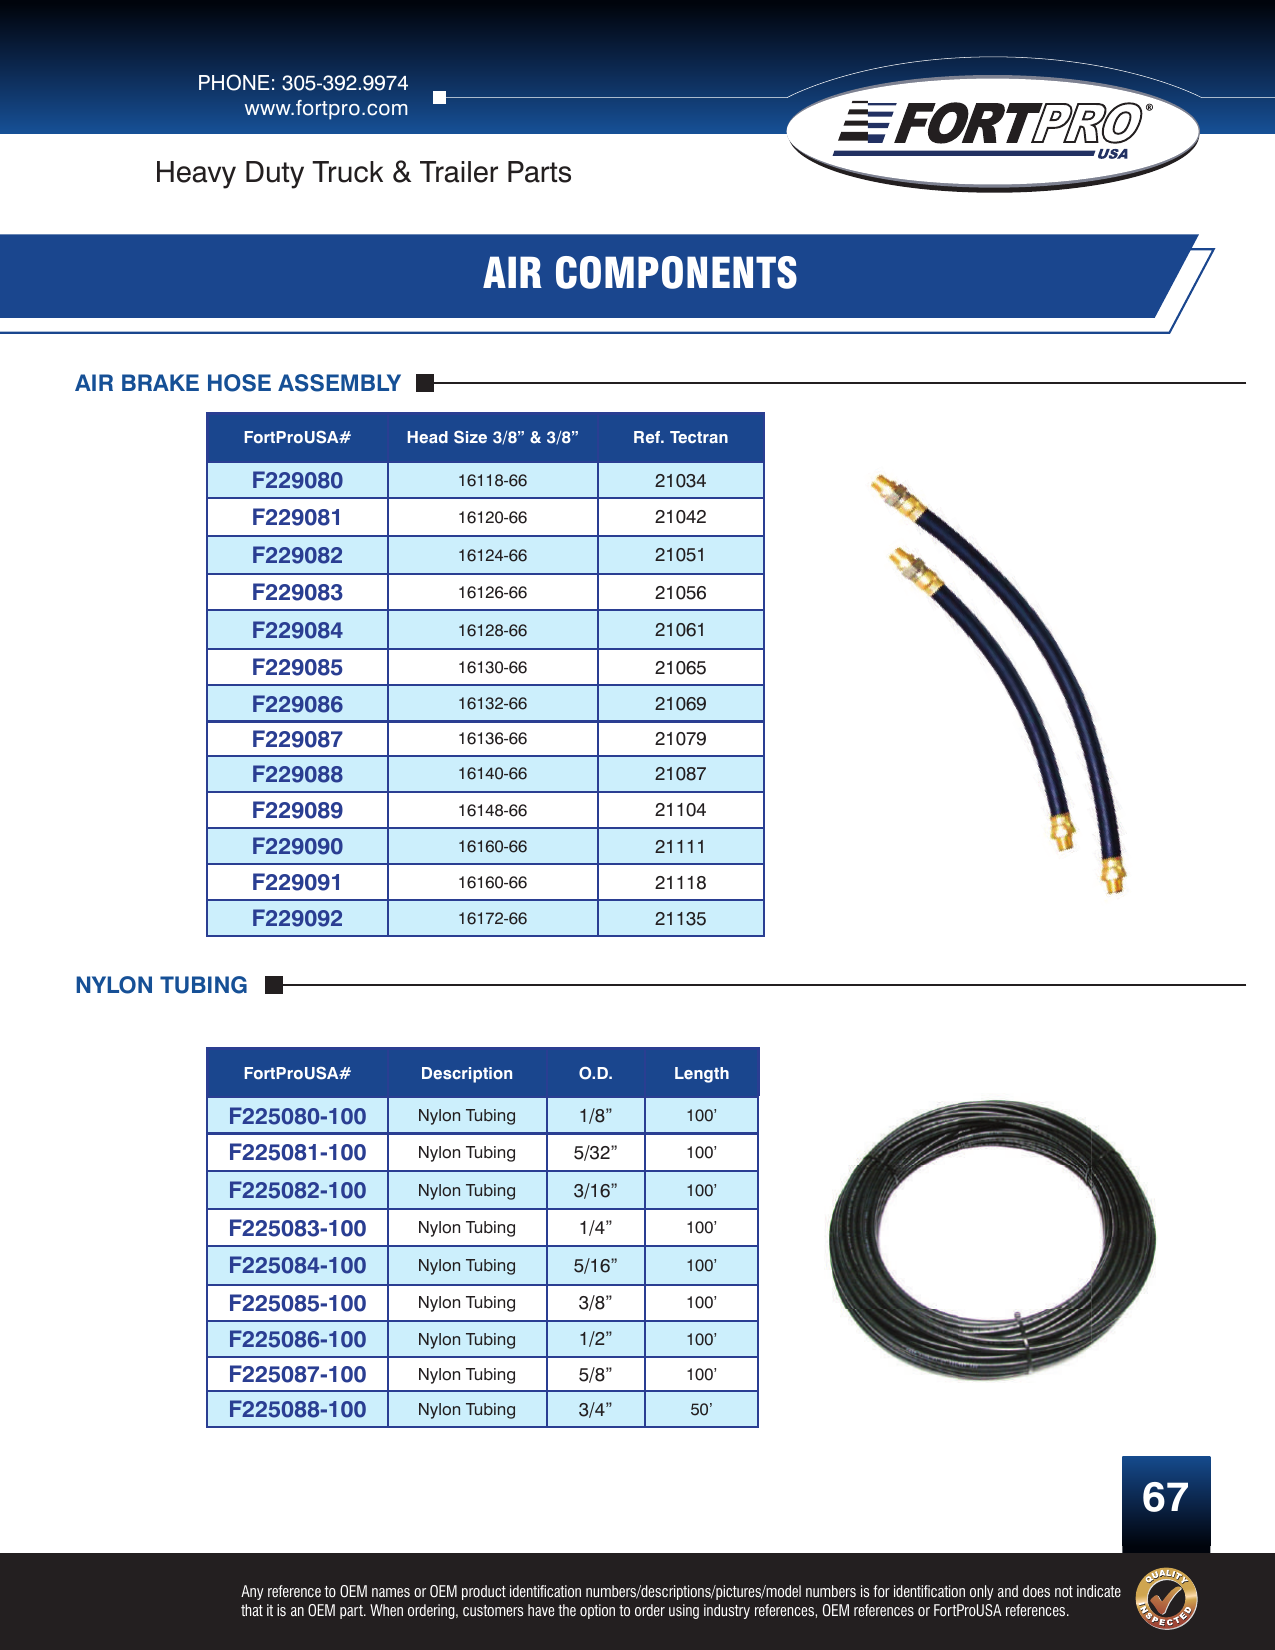 PHONE: 305-392.9974
www.fortpro.com
FORTPRO®
USA
Heavy Duty Truck & Trailer Parts
AIR COMPONENTS
AIR BRAKE HOSE ASSEMBLY
FortProUSA# Head Size 3/8” & 3/8” Ref. Tectran
F229080 16118-66 21034
F229081 16120-66 21042
F229082 16124-66 21051
F229083 16126-66 21056
F229084 16128-66 21061
F229085 16130-66 21065
F229086 16132-66 21069
F229087 16136-66 21079
F229088 16140-66 21087
F229089 16148-66 21104
F229090 16160-66 21111
F229091 16160-66 21118
F229092 16172-66 21135
NYLON TUBING
FortProUSA# Description O.D. Length
F225080-100 Nylon Tubing 1/8” 100’
F225081-100 Nylon Tubing 5/32” 100’
F225082-100 Nylon Tubing 3/16” 100’
F225083-100 Nylon Tubing 1/4” 100’
F225084-100 Nylon Tubing 5/16” 100’
F225085-100 Nylon Tubing 3/8” 100’
F225086-100 Nylon Tubing 1/2” 100’
F225087-100 Nylon Tubing 5/8” 100’
F225088-100 Nylon Tubing 3/4” 50’
67
Any reference to OEM names or OEM product identification numbers/descriptions/pictures/model numbers is for identification only and does not indicate
that it is an OEM part. When ordering, customers have the option to order using industry references, OEM references or FortProUSA references.
QUALITY
INSPECTED